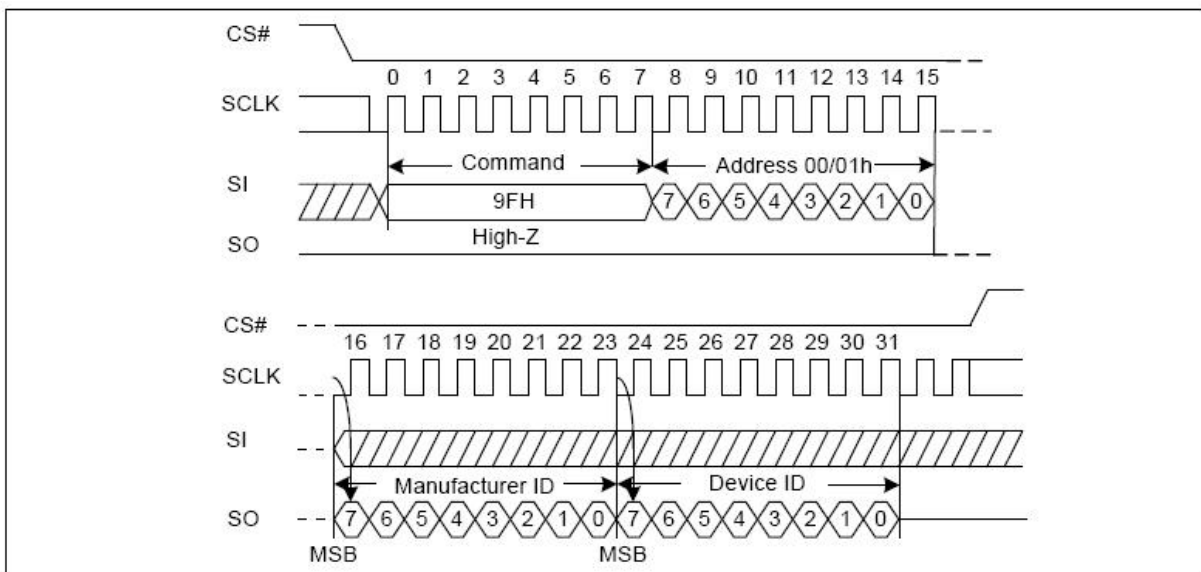 CS#
0 1 2 3 4 5 6 7 8 9 10 11 12 13 14 15
SCLK
Command Address 00/01h
SI
9FH 7 6 5 4 3 2 1 0
High-Z
SO
CS#
16 17 18 19 20 21 22 23 24 25 26 27 28 29 30 31
SCLK
SI
Manufacturer ID Device ID
SO 7 6 5 4 3 2 1 0 7 6 5 4 3 2 1 0
MSB MSB